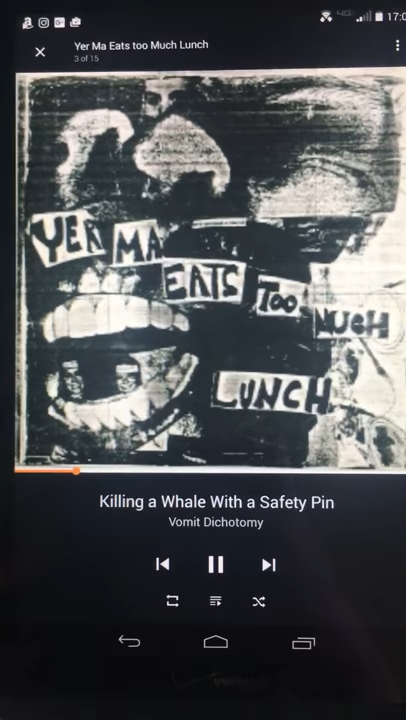 4G
17:0
Yer Ma Eats too Much Lunch
3 of 15
YER MA
EATS TOO MUCH
LUNCH
Killing a Whale With a Safety Pin
Vomit Dichotomy